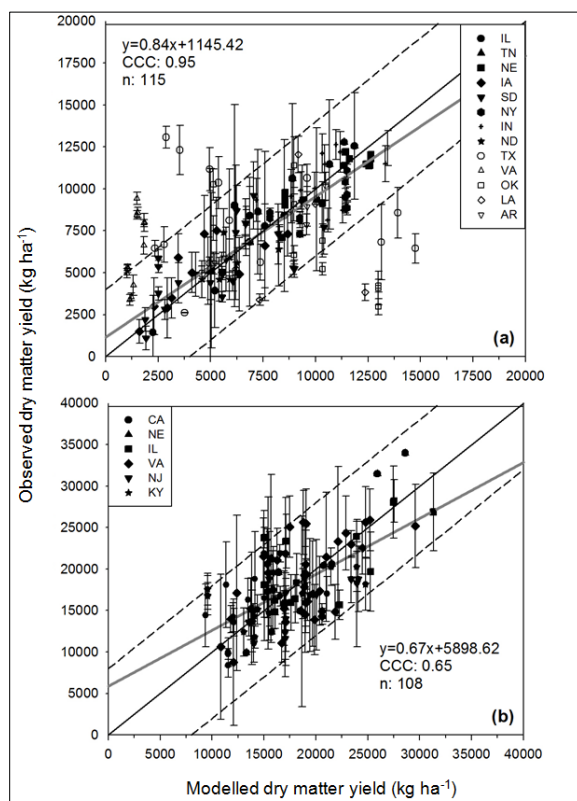 Observed dry matter yield (kg ha-1)
20000
17500
15000
12500
10000
7500
5000
2500
0
y=0.84x+1145.42
CCC: 0.95
n: 115
IL
TN
NE
IA
SD
NY
IN
ND
TX
VA
OK
LA
AR
(a)
0 2500 5000 7500 10000 12500 15000 17500 20000
40000
35000
30000
25000
20000
15000
10000
5000
0
CA
NE
IL
VA
NJ
KY
y=0.67x+5898.62
CCC: 0.65
n: 108
(b)
0 5000 10000 15000 20000 25000 30000 35000 40000
Modelled dry matter yield (kg ha-1)